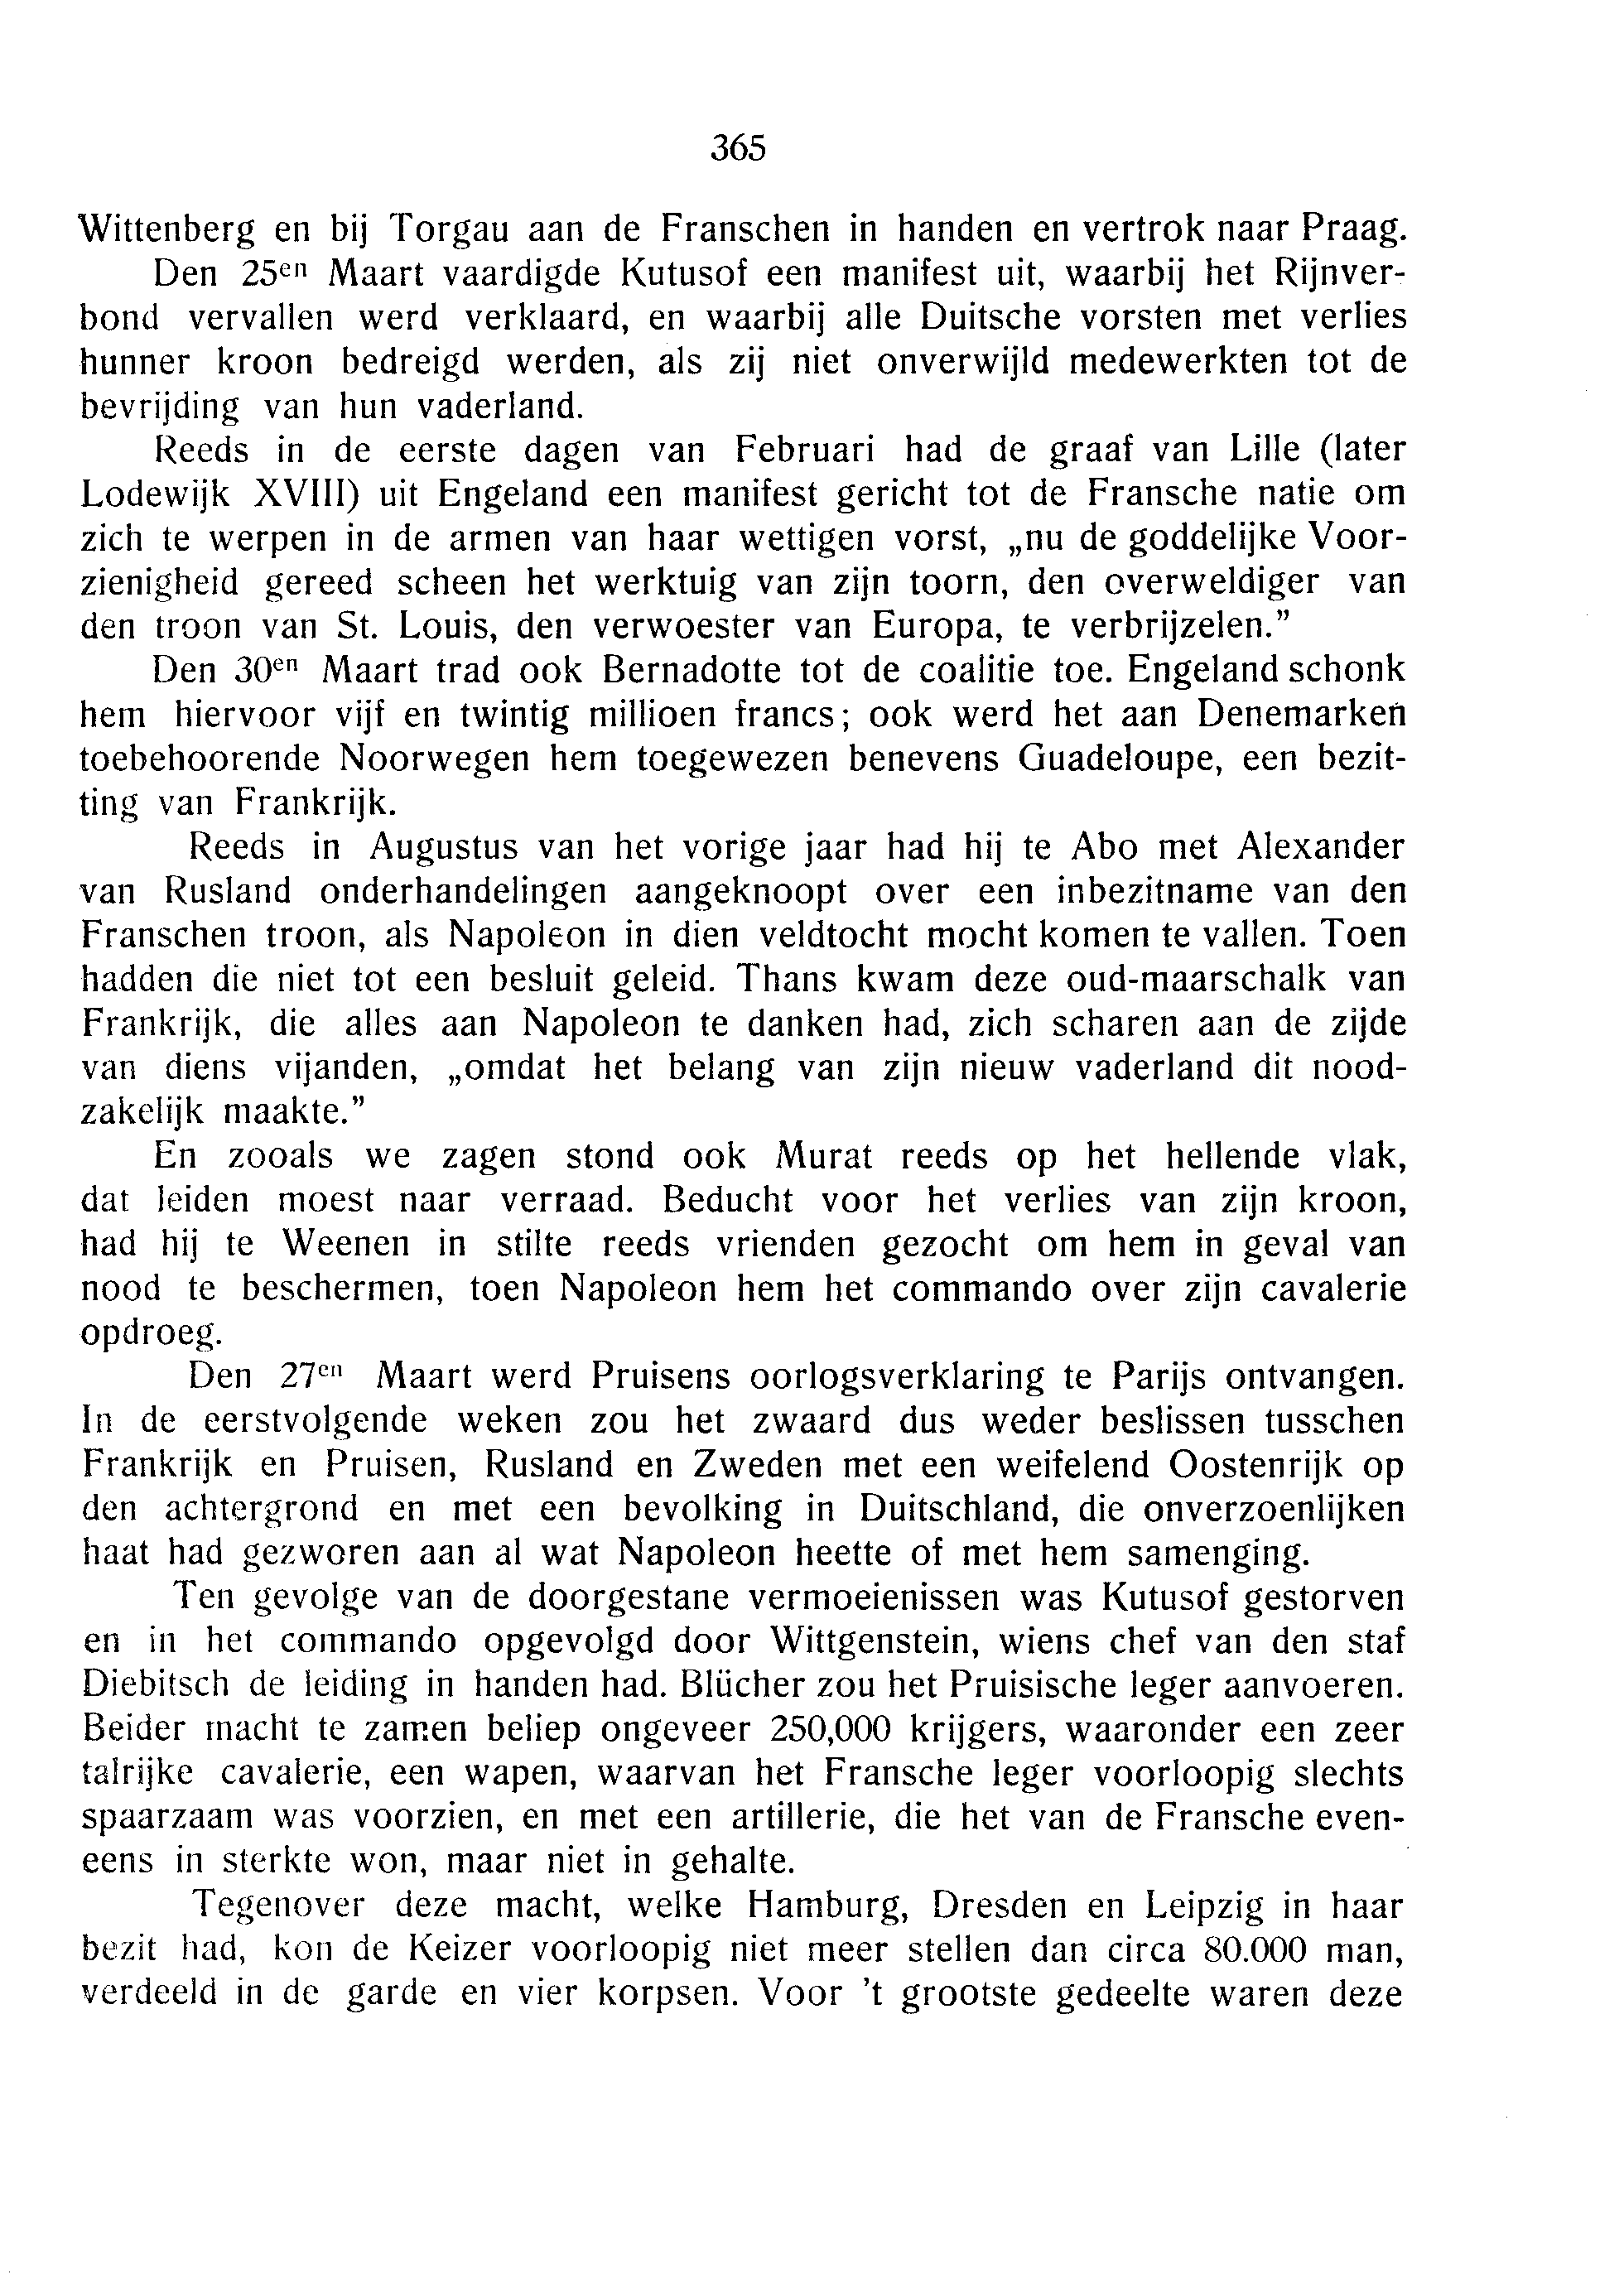 365
Wittenberg en bij Torgau aan de Franschen in handen en vertrok naar Praag.
Den 25en Maart vaardigde Kutusof een manifest uit, waarbij het Rijnver-
bond vervallen werd verklaard, en waarbij alle Duitsche vorsten met verlies
hunner kroon bedreigd werden, als zij niet onverwijld medewerkten tot de
bevrijding van hun vaderland.
Reeds in de eerste dagen van Februari had de graaf van Lille (later
Lodewijk XVIII) uit Engeland een manifest gericht tot de Fransche natie om
zich te werpen in de armen van haar wettigen vorst, „nu de goddelijke Voor-
zienigheid gereed scheen het werktuig van zijn toorn, den overweldiger van
den troon van St. Louis, den verwoester van Europa, te verbrijzelen.”
Den 30en Maart trad ook Bernadotte tot de coalitie toe. Engeland schonk
hem hiervoor vijf en twintig millioen francs; ook werd het aan Denemarken
toebehoorende Noorwegen hem toegewezen benevens Guadeloupe, een bezit-
ting van Frankrijk.
Reeds in Augustus van het vorige jaar had hij te Abo met Alexander
van Rusland onderhandelingen aangeknoopt over een inbezitname van den
Franschen troon, als Napoleon in dien veldtocht mocht komen te vallen. Toen
hadden die niet tot een besluit geleid. Thans kwam deze oud-maarschalk van
Frankrijk, die alles aan Napoleon te danken had, zich scharen aan de zijde
van diens vijanden, „omdat het belang van zijn nieuw vaderland dit nood-
zakelijk maakte.”
En zooals we zagen stond ook Murat reeds op het hellende vlak,
dat leiden moest naar verraad. Beducht voor het verlies van zijn kroon,
had hij te Weenen in stilte reeds vrienden gezocht om hem in geval van
nood te beschermen, toen Napoleon hem het commando over zijn cavalerie
opdroeg.
Den 27en Maart werd Pruisens oorlogsverklaring te Parijs ontvangen.
In de eerstvolgende weken zou het zwaard dus weder beslissen tusschen
Frankrijk en Pruisen, Rusland en Zweden met een weifelend Oostenrijk op
den achtergrond en met een bevolking in Duitschland, die onverzoenlijken
haat had gezworen aan al wat Napoleon heette of met hem samenging.
Ten gevolge van de doorgestane vermoeienissen was Kutusof gestorven
en in het commando opgevolgd door Wittgenstein, wiens chef van den staf
Diebitsch de leiding in handen had. Blücher zou het Pruisische leger aanvoeren.
Beider macht te zamen beliep ongeveer 250,000 krijgers, waaronder een zeer
talrijke cavalerie, een wapen, waarvan het Fransche leger voorloopig slechts
spaarzaam was voorzien, en met een artillerie, die het van de Fransche even-
eens in sterkte won, maar niet in gehalte.
Tegenover deze macht, welke Hamburg, Dresden en Leipzig in haar
bezit had, kon de Keizer voorloopig niet meer stellen dan circa 80.000 man,
verdeeld in de garde en vier korpsen. Voor ’t grootste gedeelte waren deze